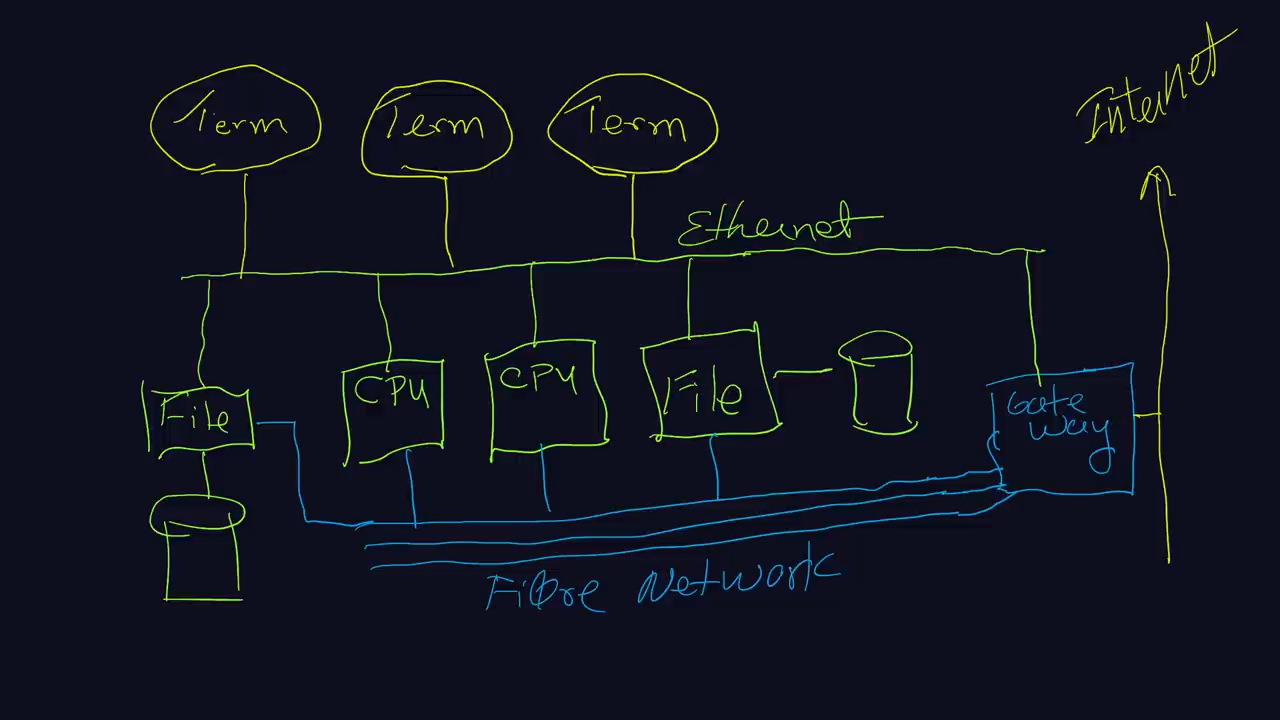 Internet
Term
Term
Term
Ethernet
File
CPU
CPU
File
Gate
way
Fibre Network